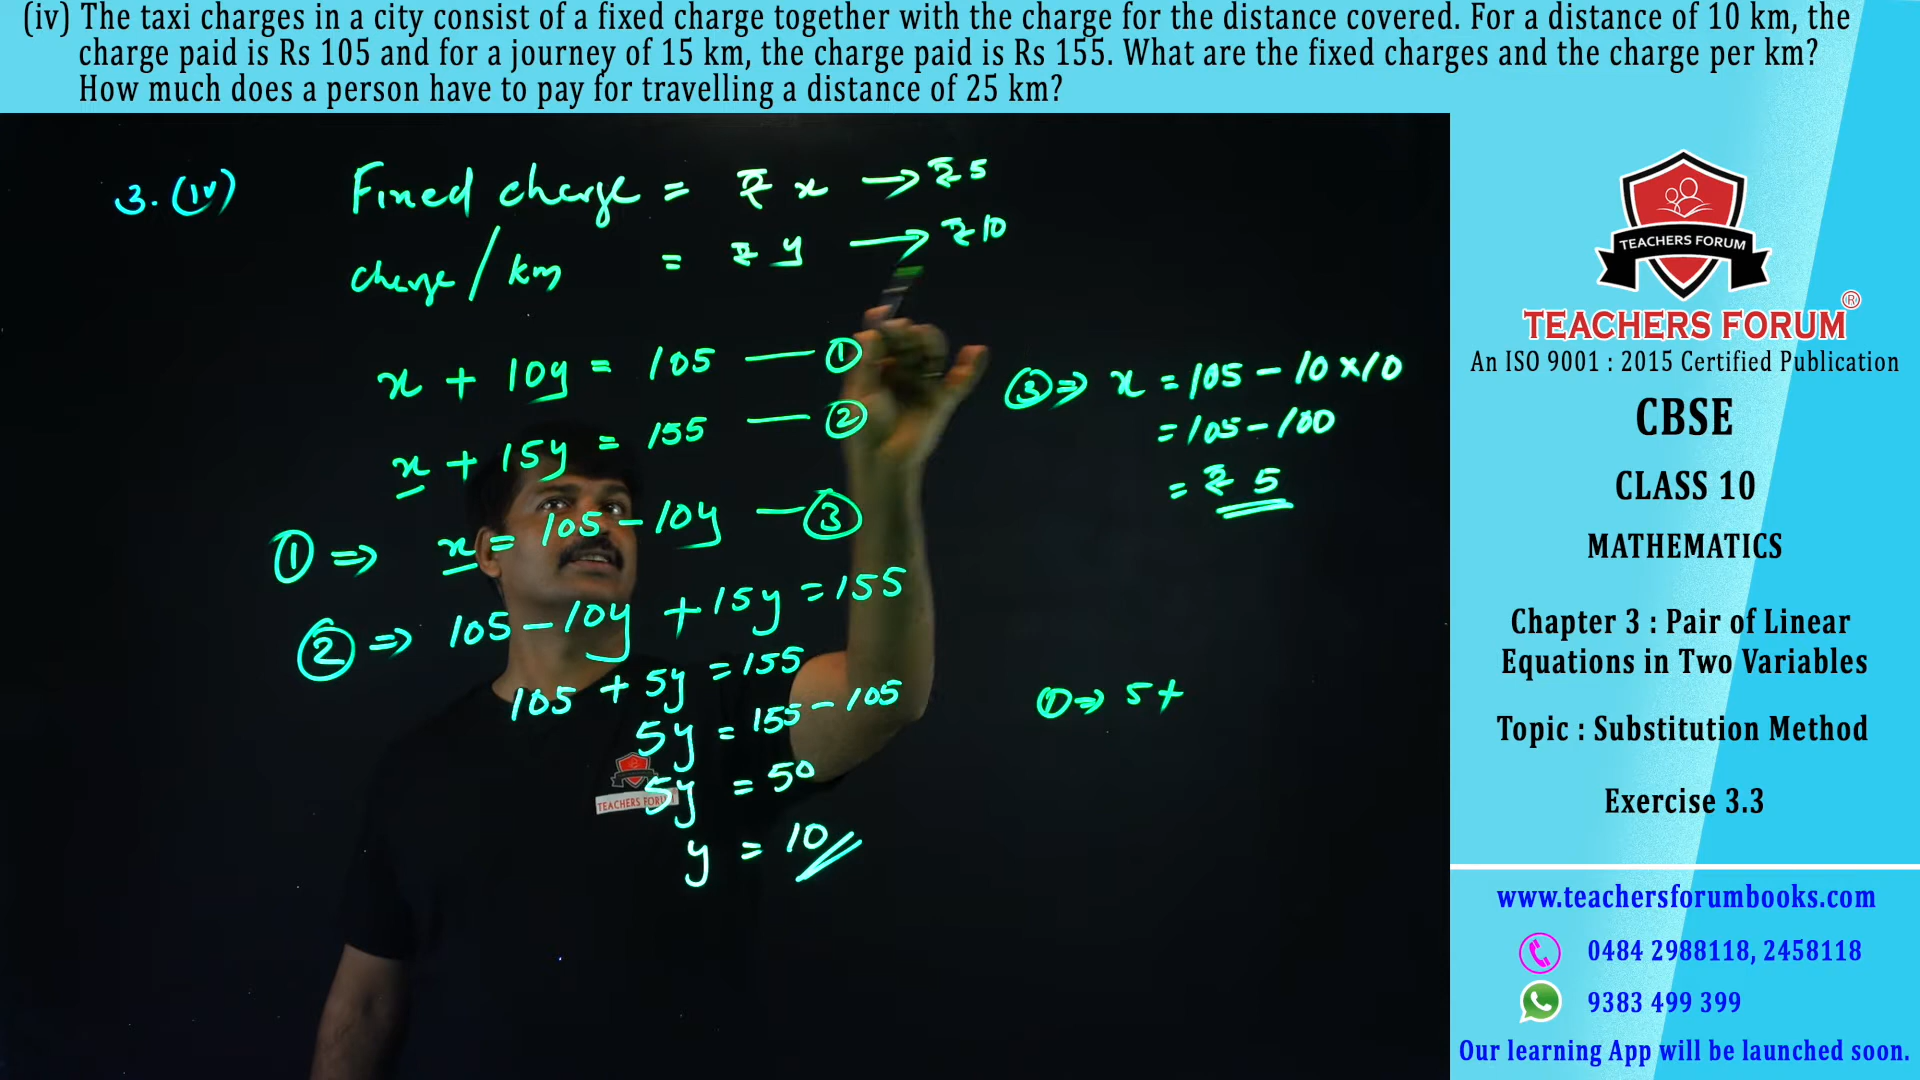 (iv) The taxi charges in a city consist of a fixed charge together with the charge for the distance covered. For a distance of 10 km, the
charge paid is Rs 105 and for a journey of 15 km, the charge paid is Rs 155. What are the fixed charges and the charge per km?
How much does a person have to pay for travelling a distance of 25 km?
3. (iv) Fixed charge = ₹ x → ₹ 5
charge / km = ₹ y → ₹ 10
x + 10y = 105 — ①
x + 15y = 155 — ②
① ⇒ x = 105 − 10y — ③
② ⇒ 105 − 10y + 15y = 155
105 + 5y = 155
5y = 155 − 105
5y = 50
y = 10
③ ⇒ x = 105 − 10 × 10
= 105 − 100
= ₹ 5
① ⇒ 5 +
TEACHERS FORUM
TEACHERS FORUM
TEACHERS FORUM ®
An ISO 9001 : 2015 Certified Publication
CBSE
CLASS 10
MATHEMATICS
Chapter 3 : Pair of Linear
Equations in Two Variables
Topic : Substitution Method
Exercise 3.3
www.teachersforumbooks.com
0484 2988118, 2458118
9383 499 399
Our learning App will be launched soon.